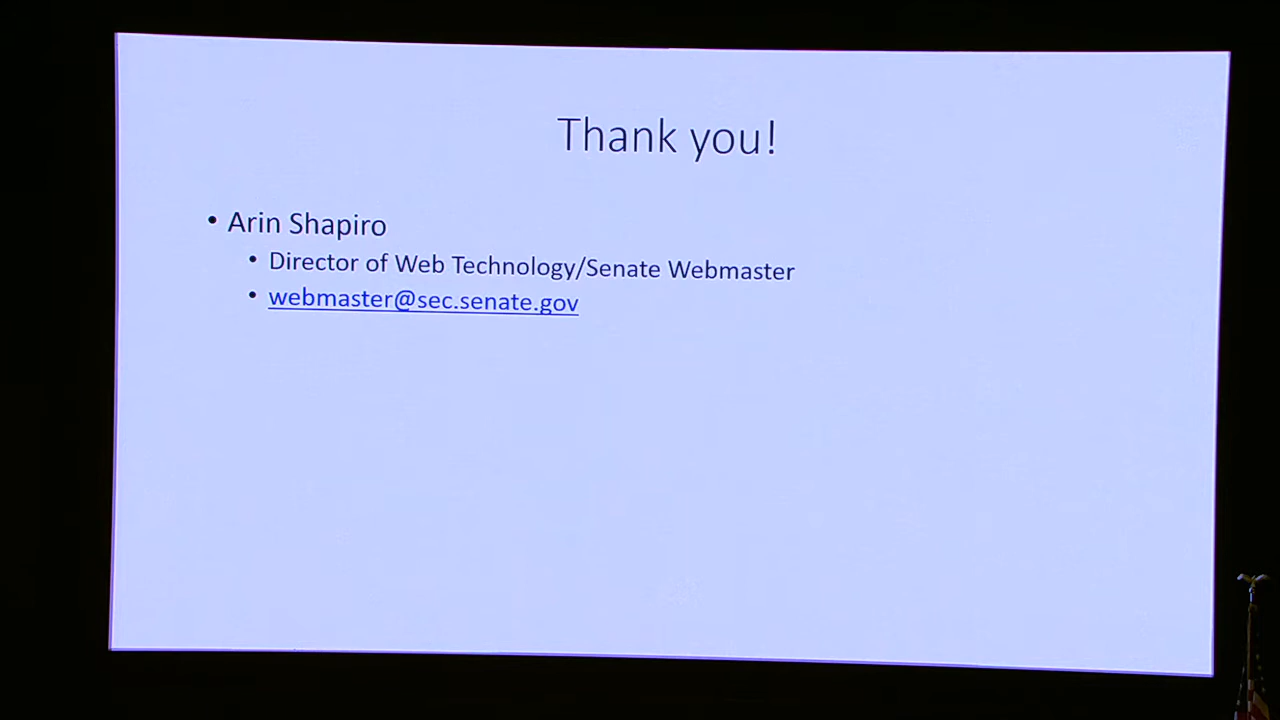 Thank you!
• Arin Shapiro
• Director of Web Technology/Senate Webmaster
• webmaster@sec.senate.gov